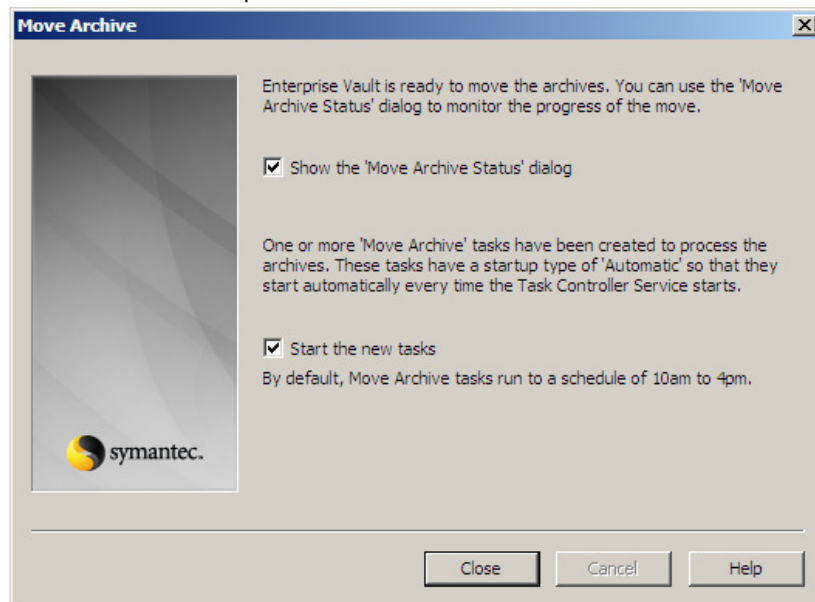 Move Archive
Enterprise Vault is ready to move the archives. You can use the 'Move
Archive Status' dialog to monitor the progress of the move.
Show the 'Move Archive Status' dialog
One or more 'Move Archive' tasks have been created to process the
archives. These tasks have a startup type of 'Automatic' so that they
start automatically every time the Task Controller Service starts.
Start the new tasks
By default, Move Archive tasks run to a schedule of 10am to 4pm.
symantec.
Close Cancel Help